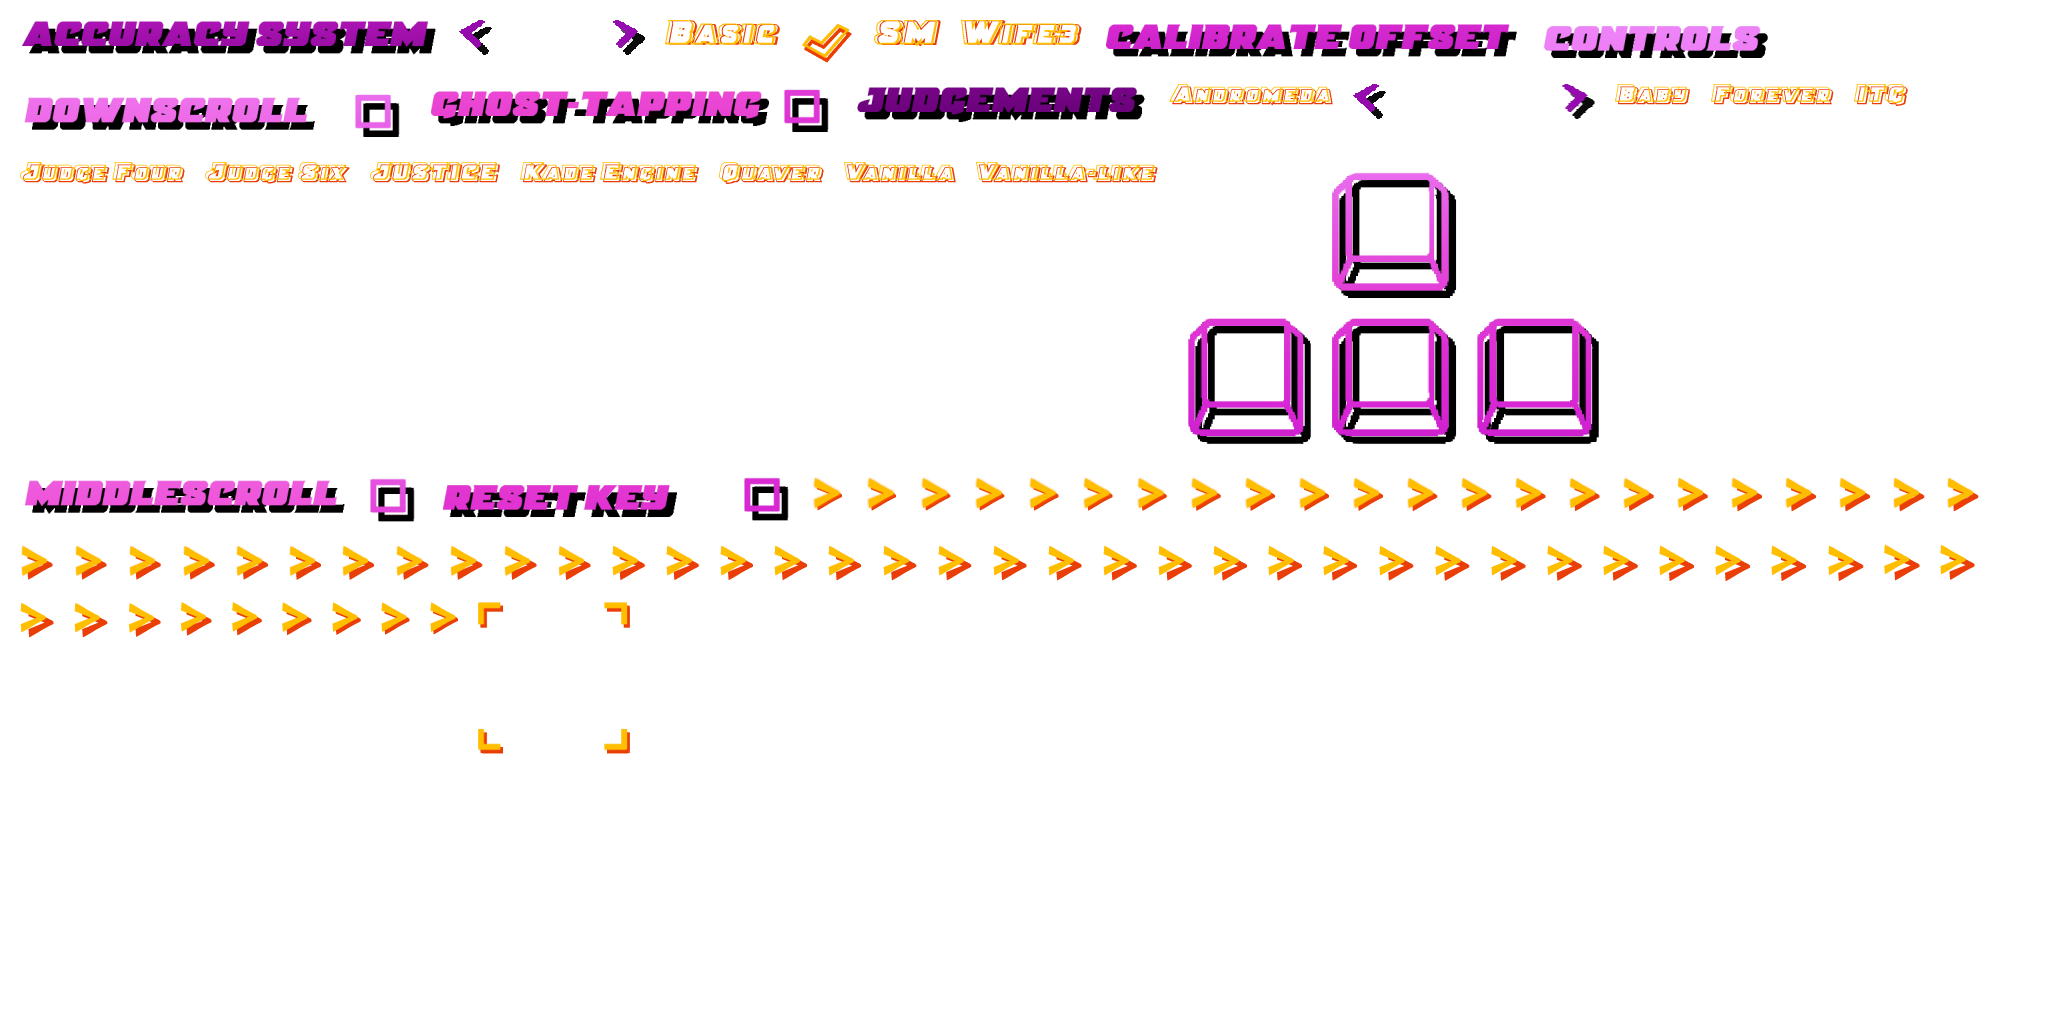 ACCURACY SYSTEM Basic SM Wife3 CALIBRATE OFFSET CONTROLS
DOWNSCROLL GHOST-TAPPING JUDGEMENTS Andromeda Baby Forever ITG
Judge Four Judge Six JUSTICE Kade Engine Quaver Vanilla Vanilla-like
MIDDLESCROLL RESET KEY